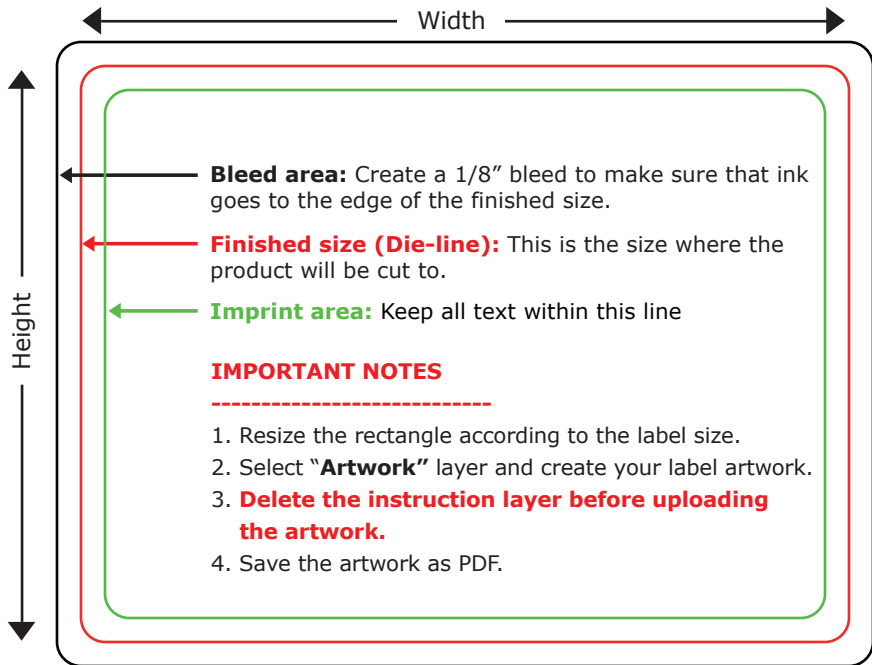 Width
Height
Bleed area: Create a 1/8” bleed to make sure that ink
goes to the edge of the finished size.
Finished size (Die-line): This is the size where the
product will be cut to.
Imprint area: Keep all text within this line
IMPORTANT NOTES
----------------------------
1. Resize the rectangle according to the label size.
2. Select “Artwork” layer and create your label artwork.
3. Delete the instruction layer before uploading
the artwork.
4. Save the artwork as PDF.